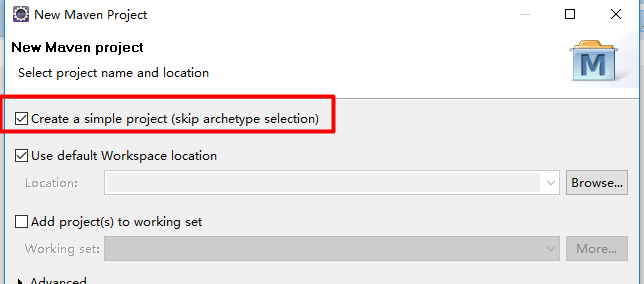 New Maven Project
New Maven project
Select project name and location
M
Create a simple project (skip archetype selection)
Use default Workspace location
Location:
Browse...
Add project(s) to working set
Working set:
More...
Advanced